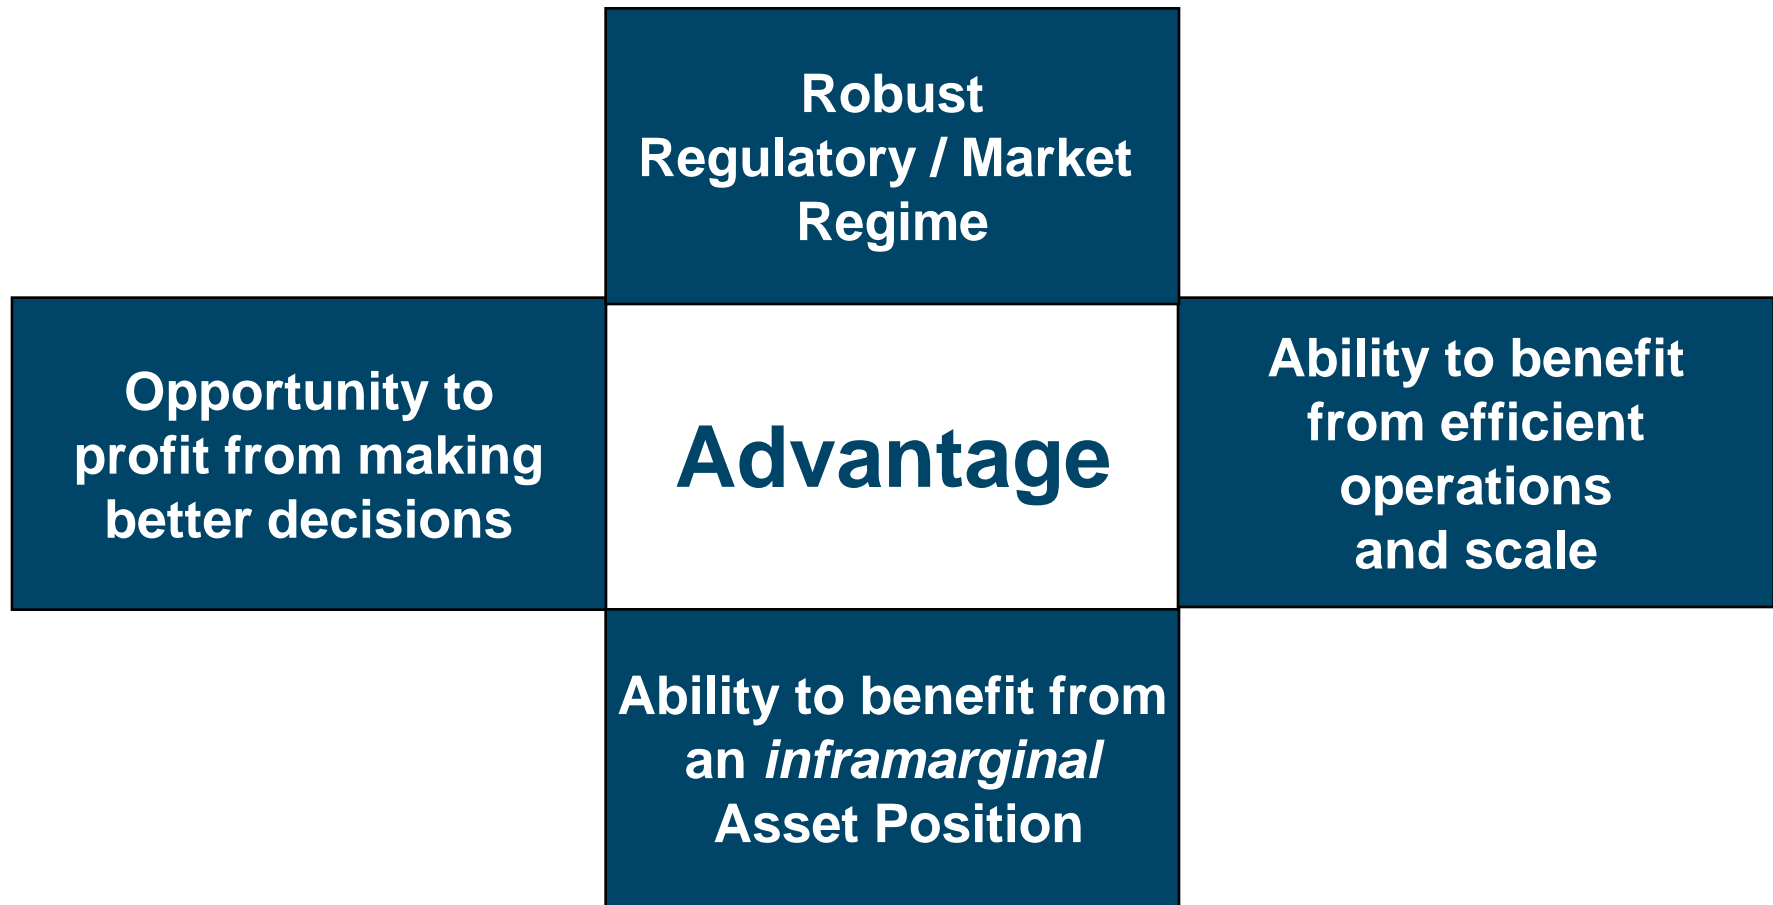 Robust
Regulatory / Market
Regime
Opportunity to
profit from making
better decisions
Advantage
Ability to benefit
from efficient
operations
and scale
Ability to benefit from
an inframarginal
Asset Position